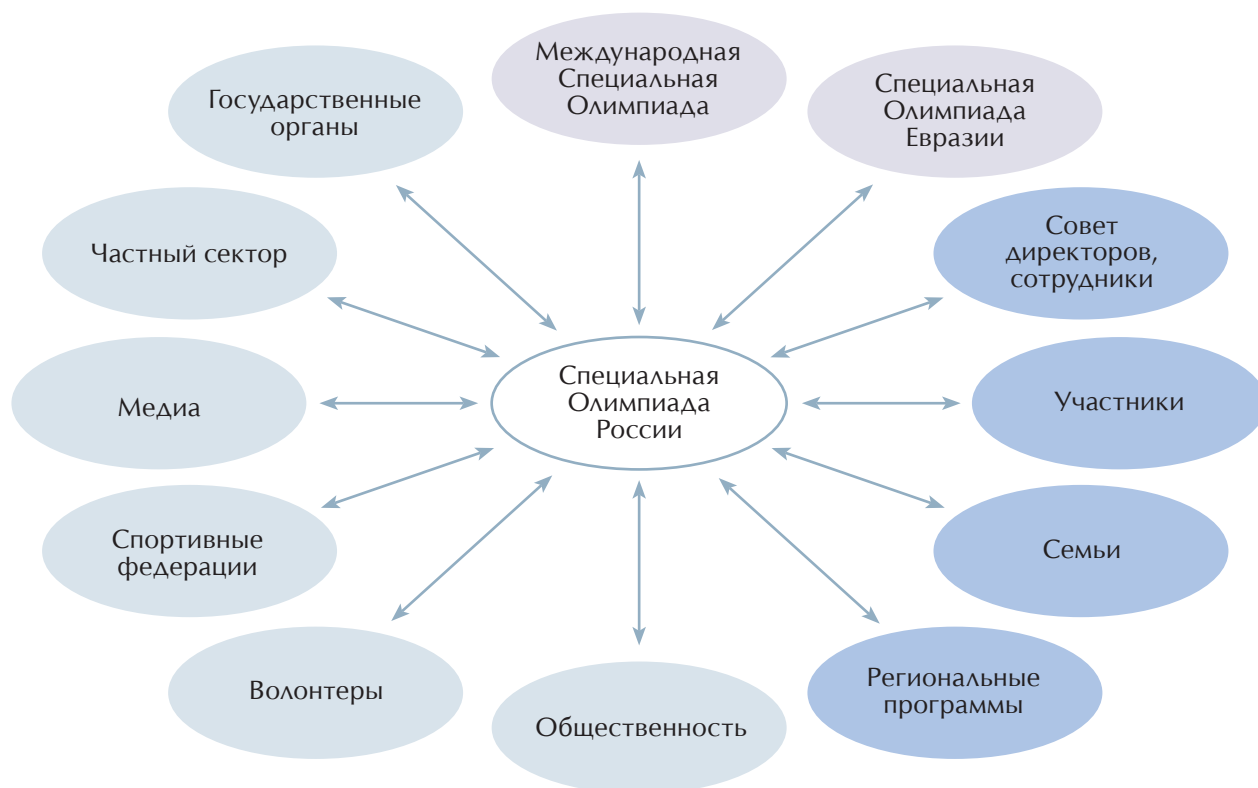 Международная
Специальная
Олимпиада
Специальная
Олимпиада
Евразии
Государственные
органы
Совет
директоров,
сотрудники
Частный сектор
Специальная
Олимпиада
России
Медиа
Участники
Спортивные
федерации
Семьи
Волонтеры
Региональные
программы
Общественность